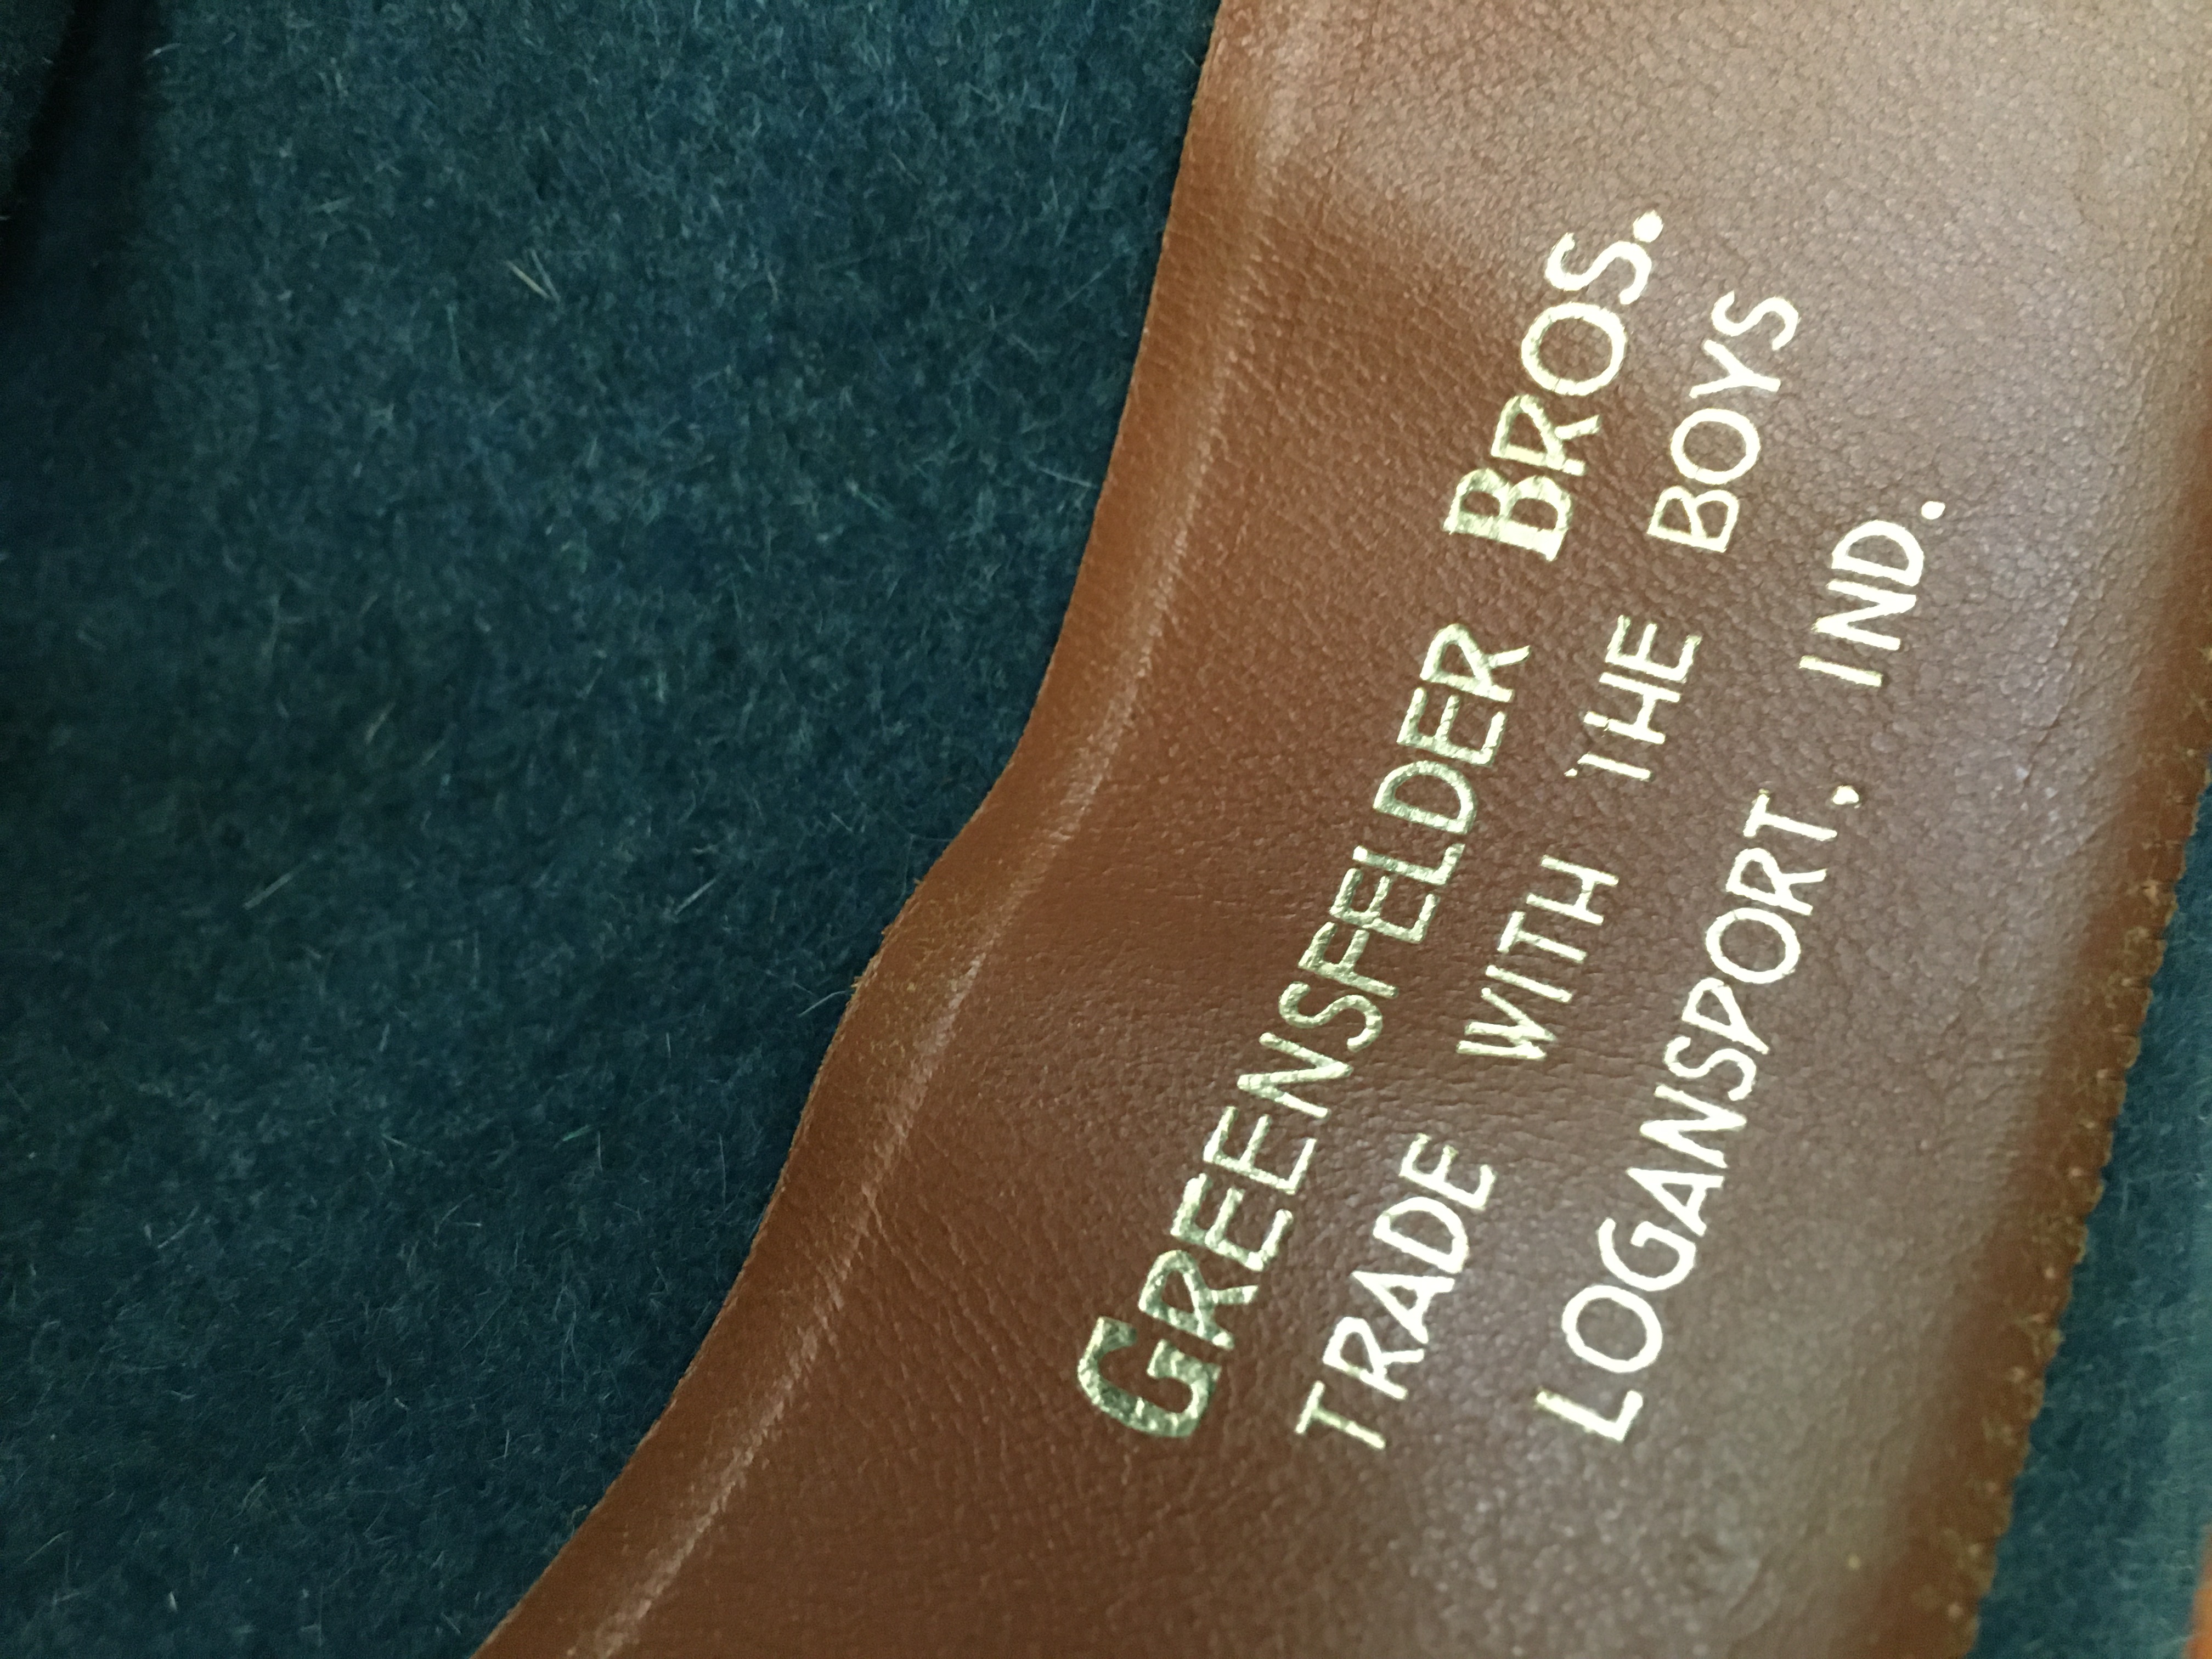 GREENSFELDER BROS.
TRADE WITH THE BOYS
LOGANSPORT, IND.